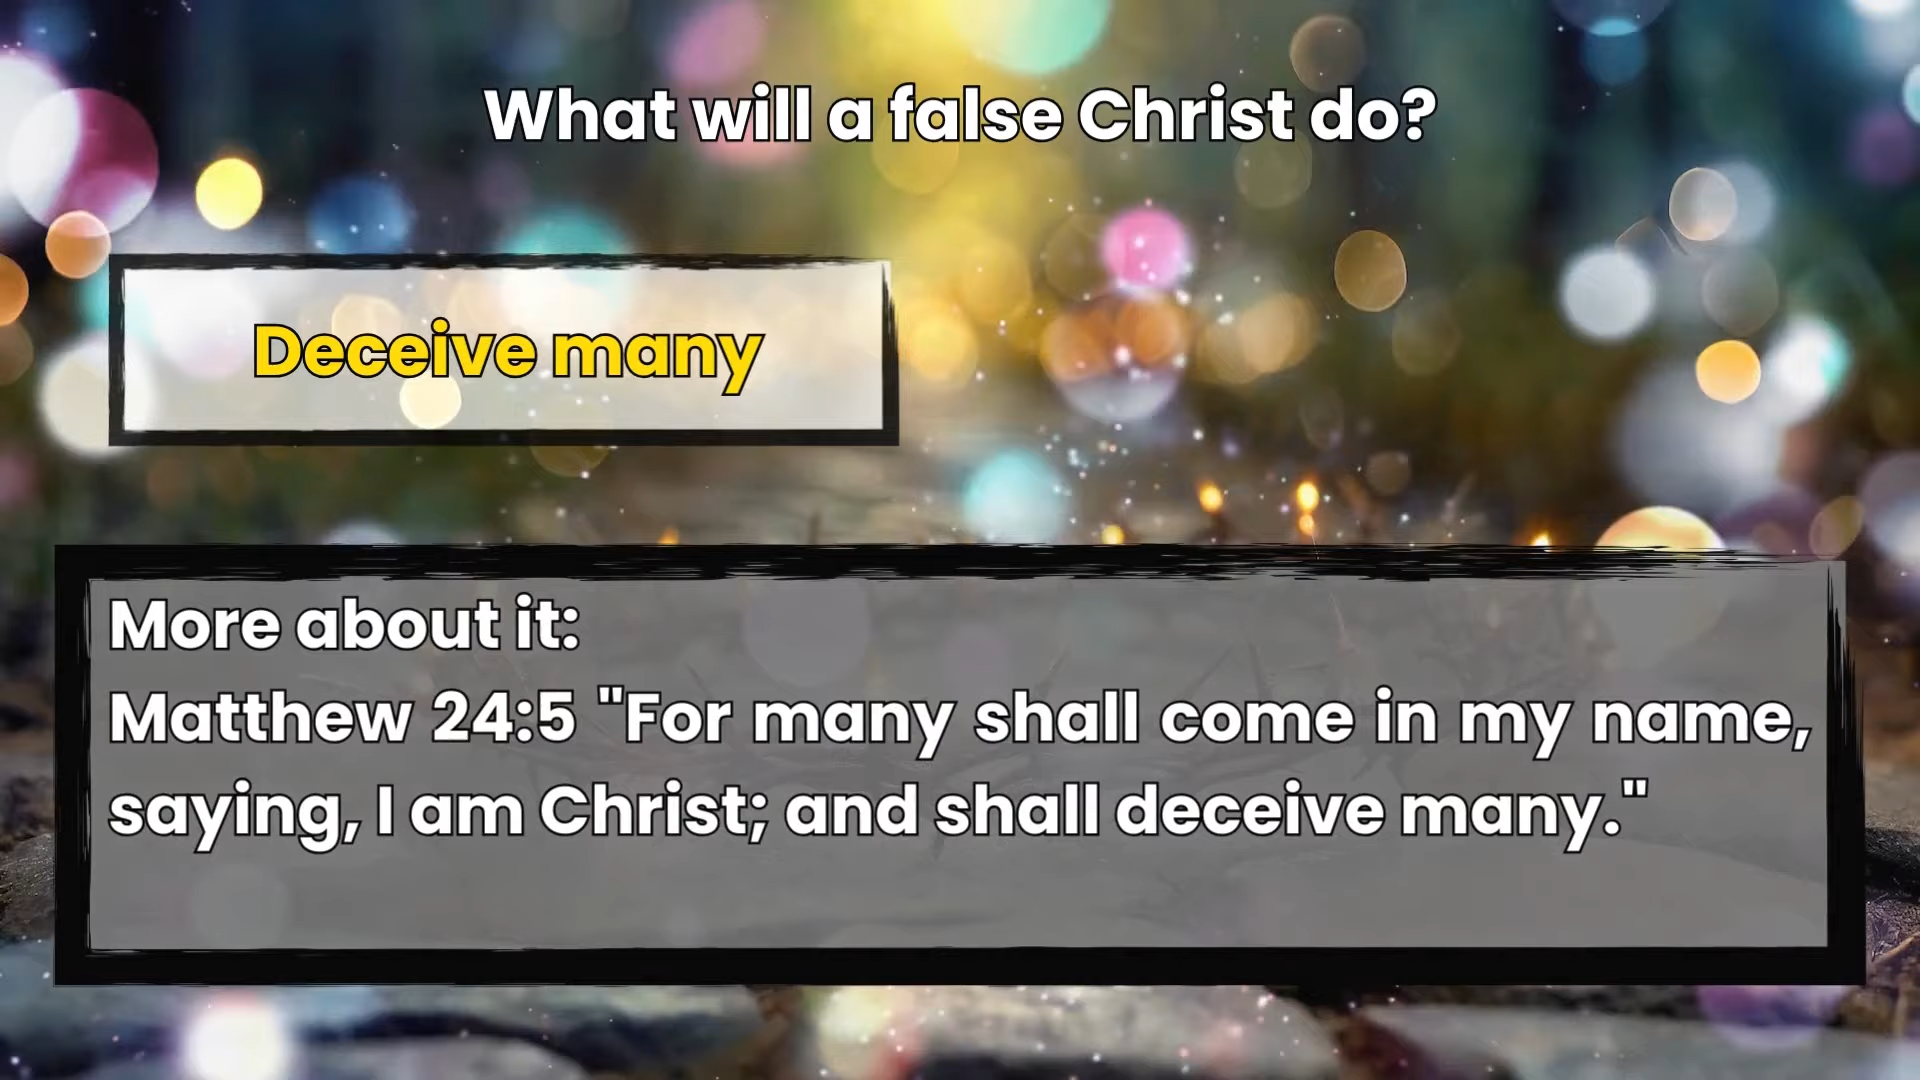 What will a false Christ do?
Deceive many
More about it:
Matthew 24:5 "For many shall come in my name,
saying, I am Christ; and shall deceive many."